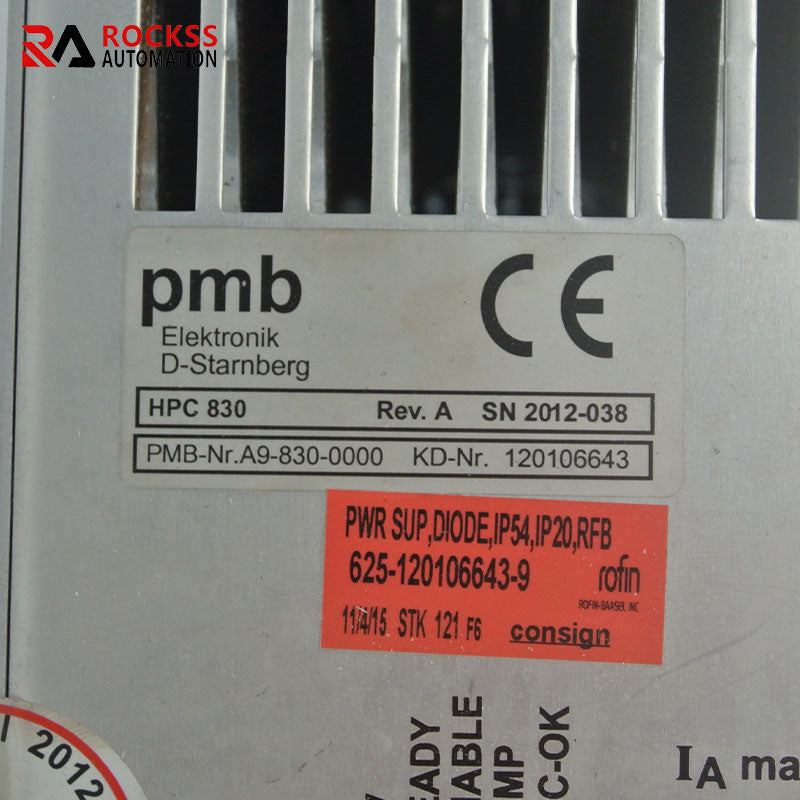 RA ROCKSS
AUTOMATION
pmb
Elektronik
D-Starnberg
CE
HPC 830 Rev. A SN 2012-038
PMB-Nr.A9-830-0000 KD-Nr. 120106643
PWR SUP,DIODE,IP54,IP20,RFB
625-120106643-9 rofin
ROFIN-BAASEL INC
11/4/15 STK 121 F6 consign
2012
EADY
ABLE
MP
C-OK
IA ma